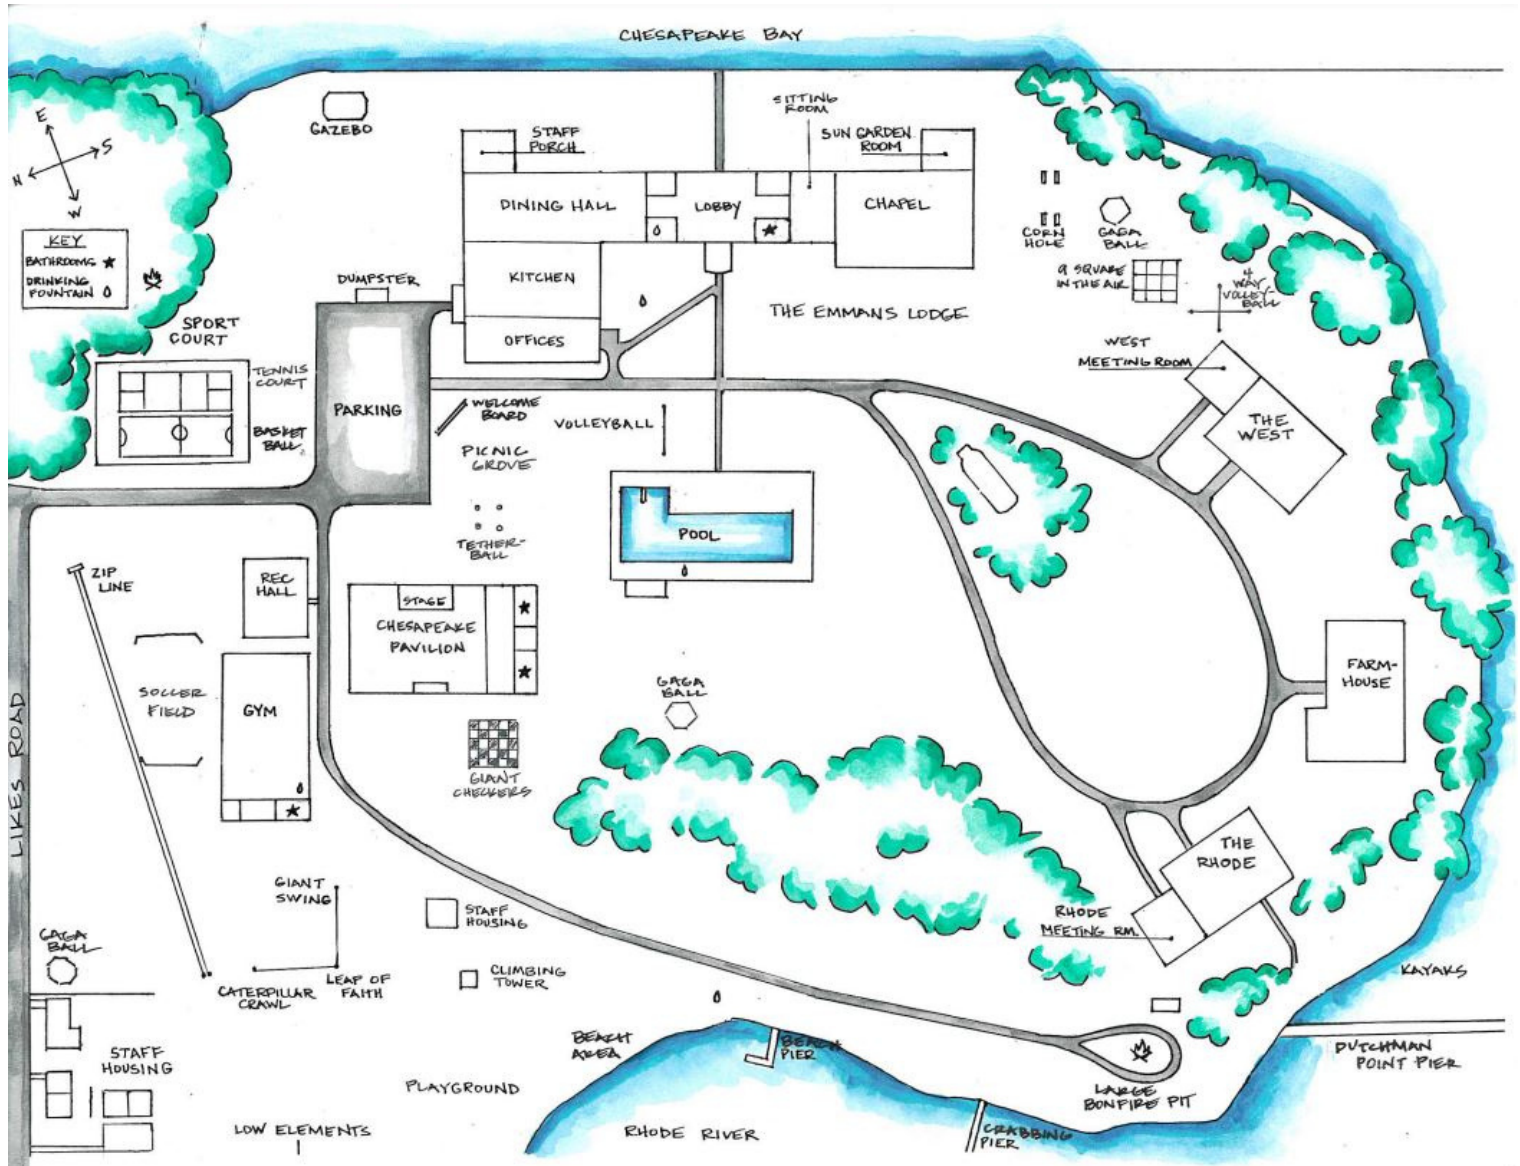 CHESAPEAKE BAY
GAZEBO
STAFF
PORCH
SITTING
ROOM
SUN GARDEN
ROOM
E
S
N
W
KEY
BATHROOMS
DRINKING
FOUNTAIN
DINING HALL
LOBBY
CHAPEL
CORN
HOLE
GAGA
BALL
KITCHEN
DUMPSTER
9 SQUARE
IN THE AIR
4
WAY
VOLLEY-
BALL
THE EMMANS LODGE
OFFICES
SPORT
COURT
TENNIS
COURT
BASKET
BALL
PARKING
WELCOME
BOARD
PICNIC
GROVE
VOLLEYBALL
WEST
MEETING ROOM
THE
WEST
TETHER-
BALL
POOL
ZIP
LINE
REC
HALL
STAGE
CHESAPEAKE
PAVILION
SOCCER
FIELD
GYM
GAGA
BALL
FARM-
HOUSE
LIKES ROAD
GIANT
CHECKERS
THE
RHODE
GIANT
SWING
STAFF
HOUSING
RHODE
MEETING RM.
GAGA
BALL
CATERPILLAR
CRAWL
LEAP OF
FAITH
CLIMBING
TOWER
KAYAKS
STAFF
HOUSING
BEACH
AREA
BEACH
PIER
DUTCHMAN
POINT PIER
PLAYGROUND
LARGE
BONFIRE PIT
LOW ELEMENTS
RHODE RIVER
CRABBING
PIER